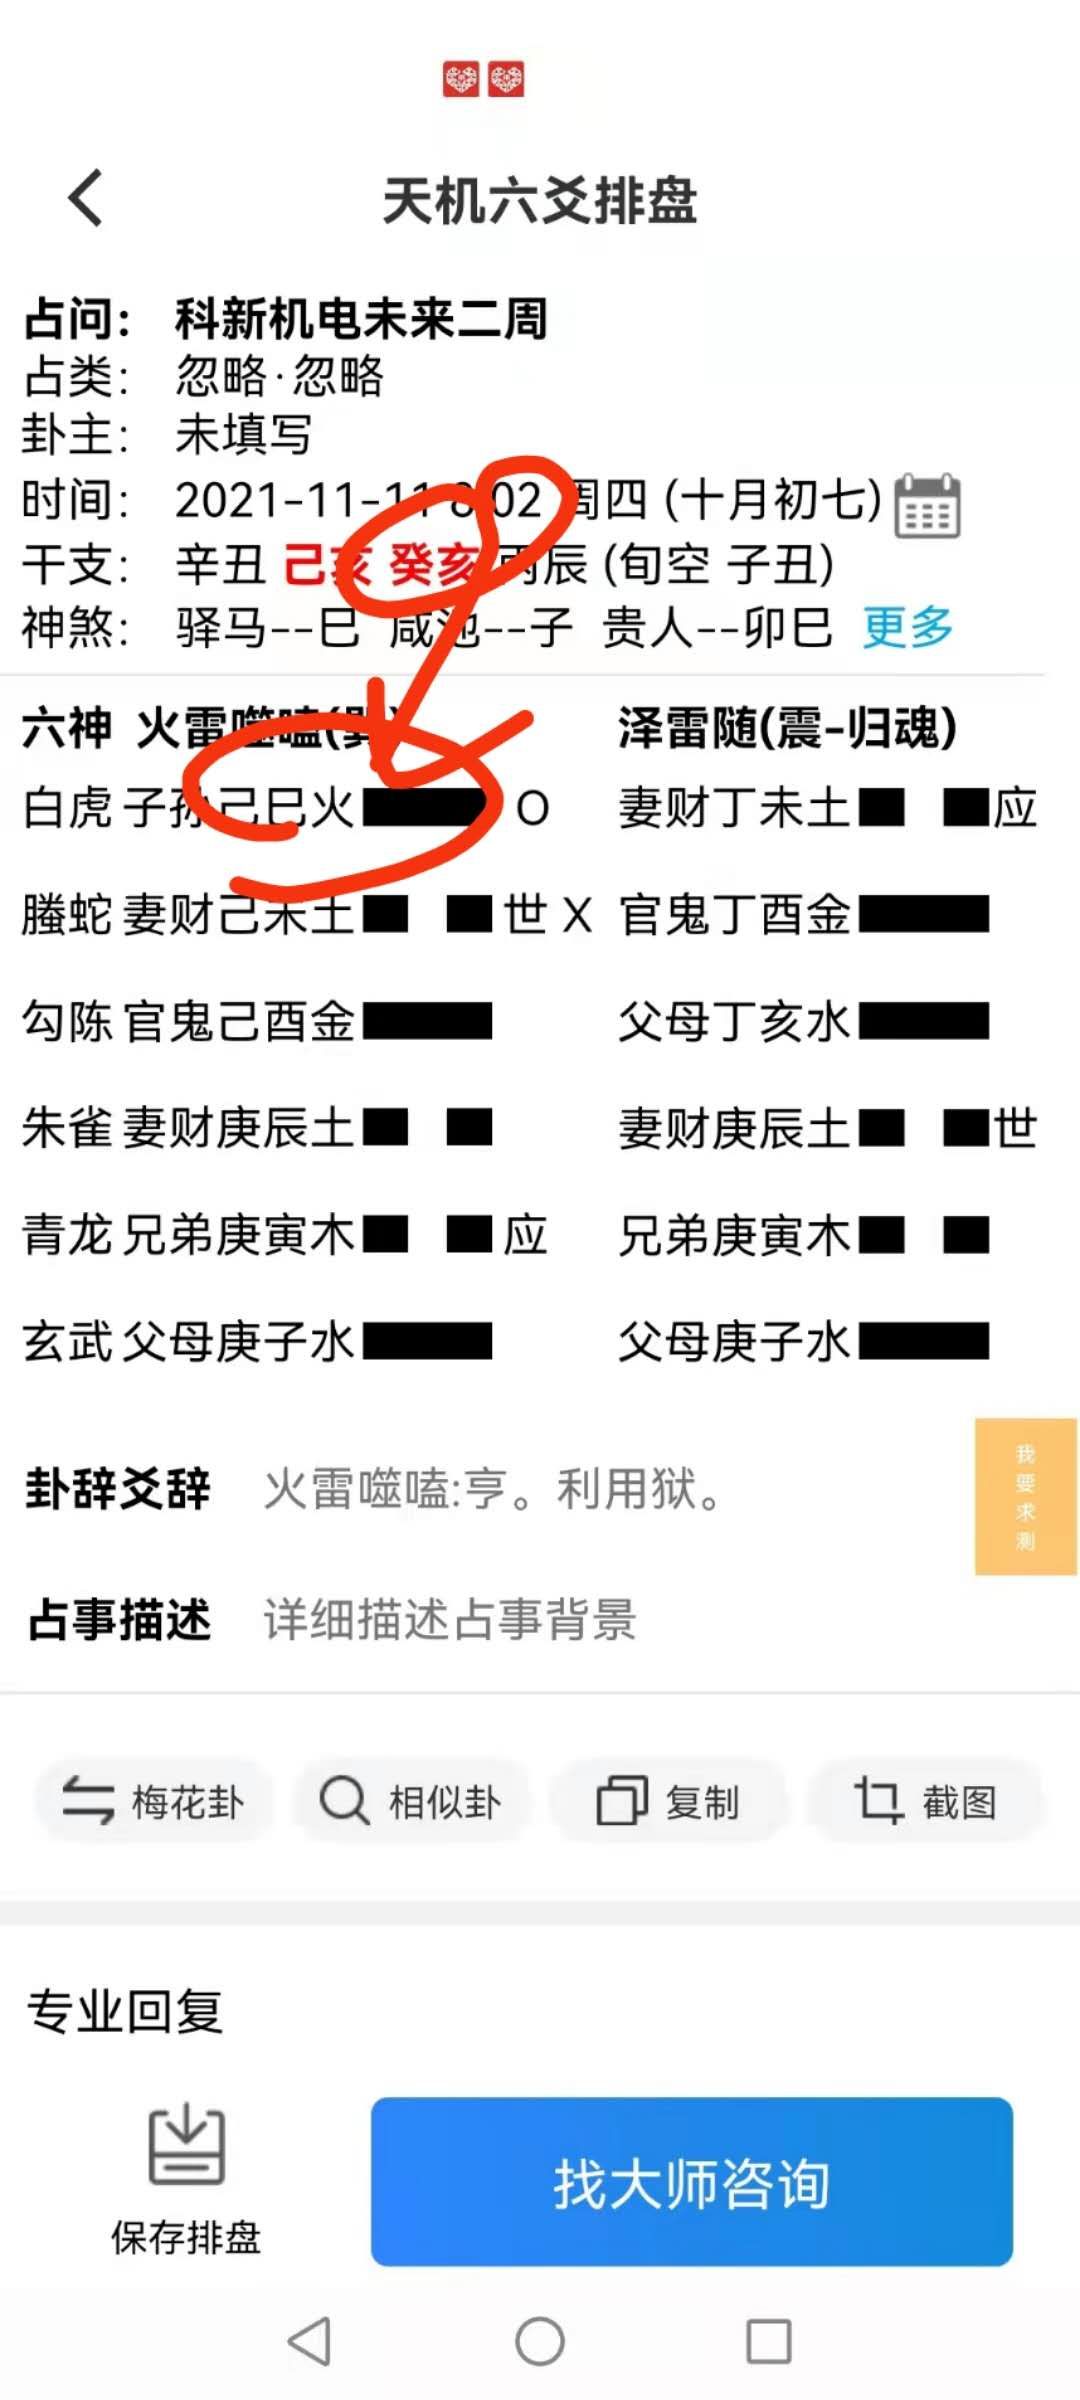 天机六爻排盘
占问： 科新机电未来二周
占类： 忽略·忽略
卦主： 未填写
时间： 2021-11-11 8:02 周四 (十月初七)
干支： 辛丑 己亥 癸亥 丙辰 (旬空 子丑)
神煞： 驿马--巳 咸池--子 贵人--卯巳 更多
六神 火雷噬嗑(巽) 泽雷随(震-归魂)
白虎 子孙己巳火 O 妻财丁未土 应
螣蛇 妻财己未土 世 X 官鬼丁酉金
勾陈 官鬼己酉金 父母丁亥水
朱雀 妻财庚辰土 妻财庚辰土 世
青龙 兄弟庚寅木 应 兄弟庚寅木
玄武 父母庚子水 父母庚子水
卦辞爻辞 火雷噬嗑:亨。利用狱。
我要求测
占事描述 详细描述占事背景
梅花卦 相似卦 复制 截图
专业回复
保存排盘
找大师咨询